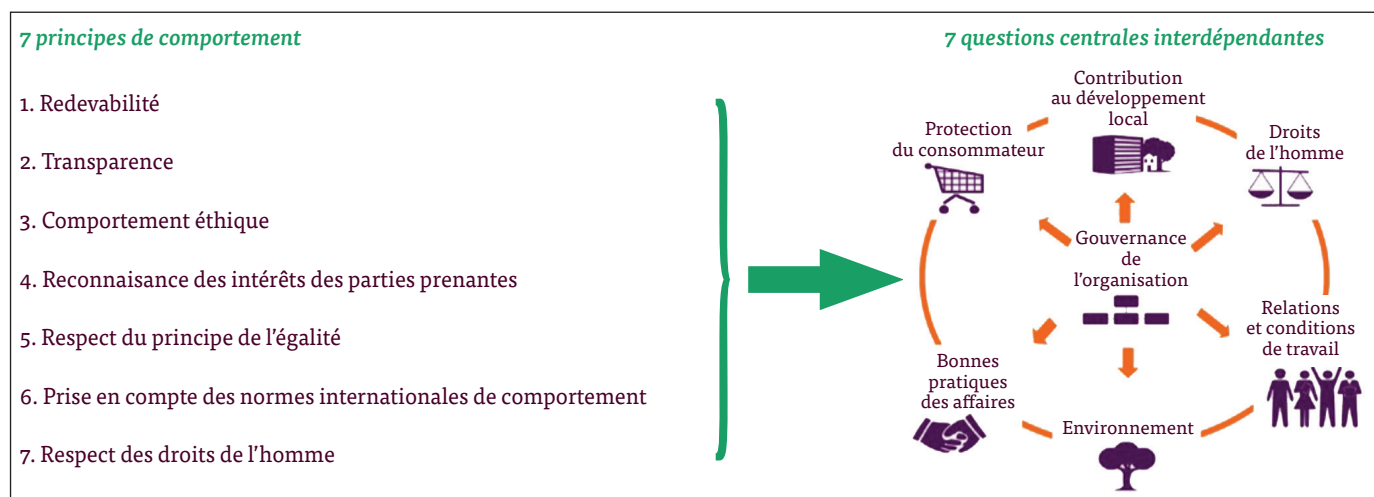 7 principes de comportement
1. Redevabilité
2. Transparence
3. Comportement éthique
4. Reconnaisance des intérêts des parties prenantes
5. Respect du principe de l'égalité
6. Prise en compte des normes internationales de comportement
7. Respect des droits de l'homme
7 questions centrales interdépendantes
Contribution
au développement
local
Protection
du consommateur
Droits
de l'homme
Gouvernance
de
l'organisation
Relations
et conditions
de travail
Bonnes
pratiques
des affaires
Environnement